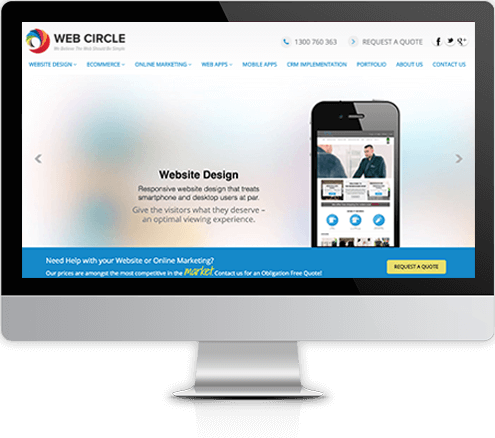 WEB CIRCLE
We Believe The Web Should Be Simple
1300 760 363
REQUEST A QUOTE
WEBSITE DESIGN ECOMMERCE ONLINE MARKETING WEB APPS MOBILE APPS CRM IMPLEMENTATION PORTFOLIO ABOUT US CONTACT US
Website Design
Responsive website design that treats
smartphone and desktop users at par.
Give the visitors what they deserve –
an optimal viewing experience.
Need Help with your Website or Online Marketing?
Our prices are amongst the most competitive in the market. Contact us for an Obligation Free Quote!
REQUEST A QUOTE